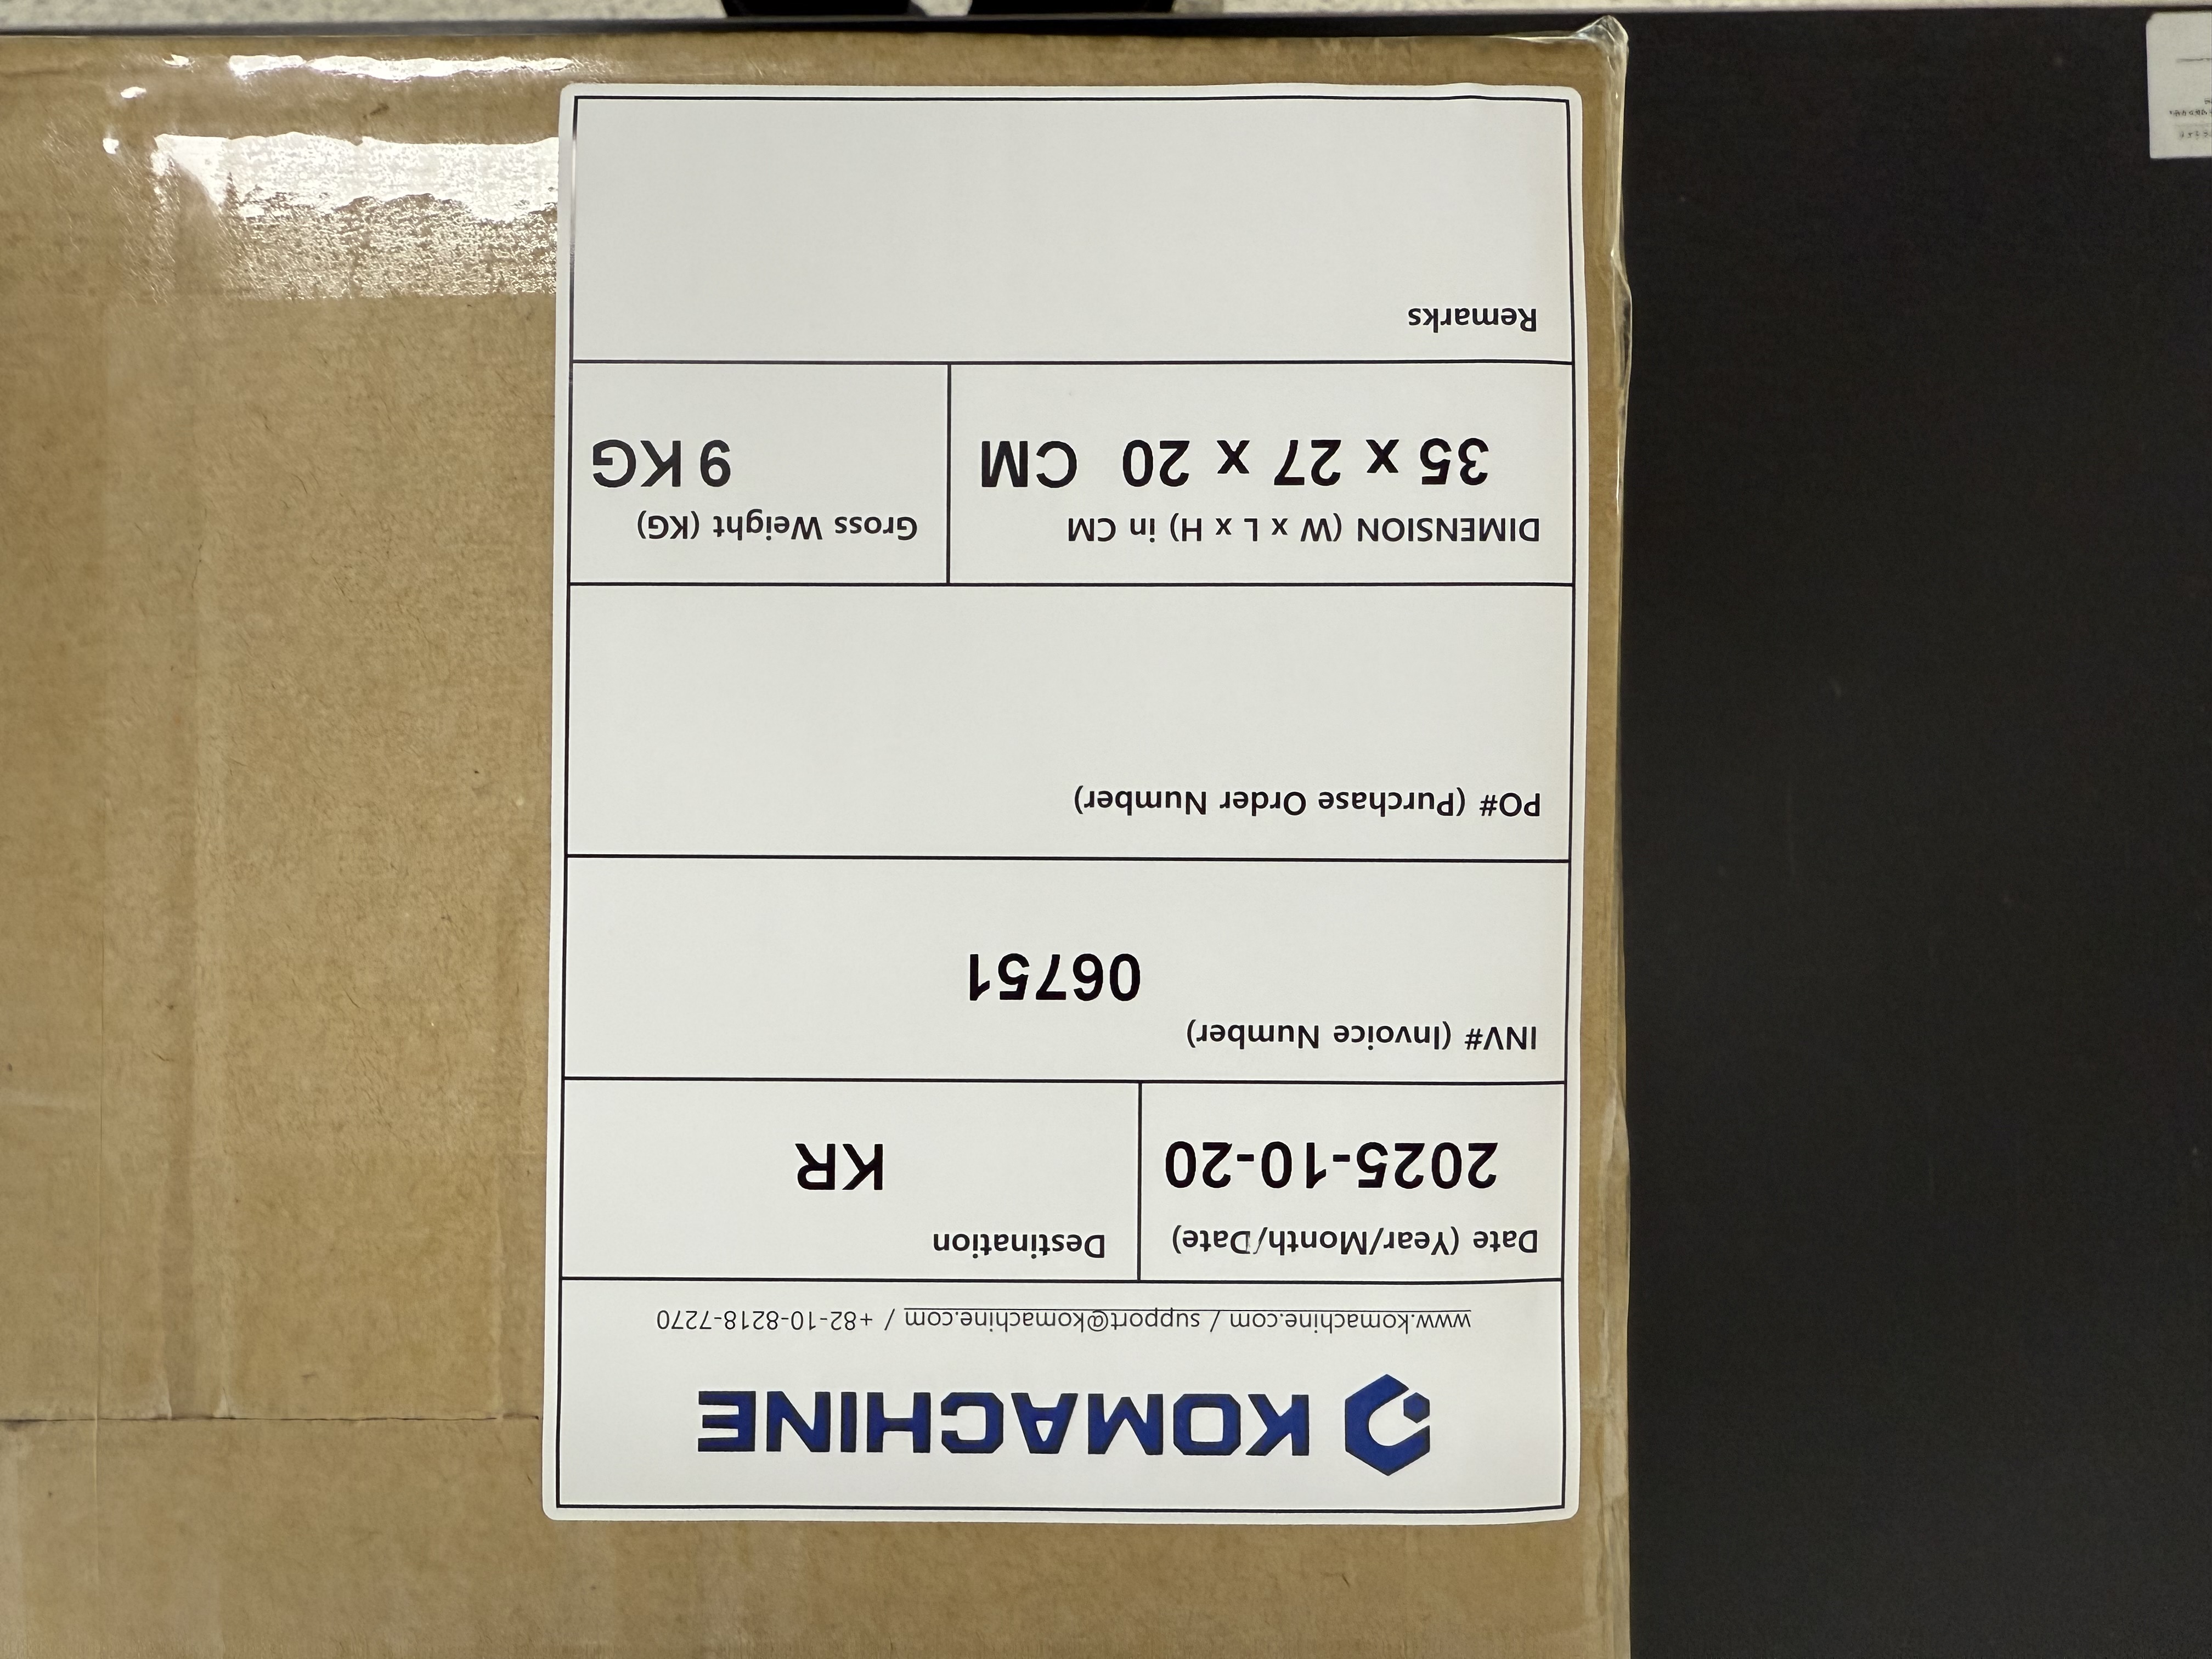 KOMACHINE
www.komachine.com / support@komachine.com / +82-10-8218-7270
Date (Year/Month/Date)
2025-10-20
Destination
KR
INV# (Invoice Number)
06751
PO# (Purchase Order Number)
DIMENSION (W x L x H) in CM
35 x 27 x 20 CM
Gross Weight (KG)
9 KG
Remarks